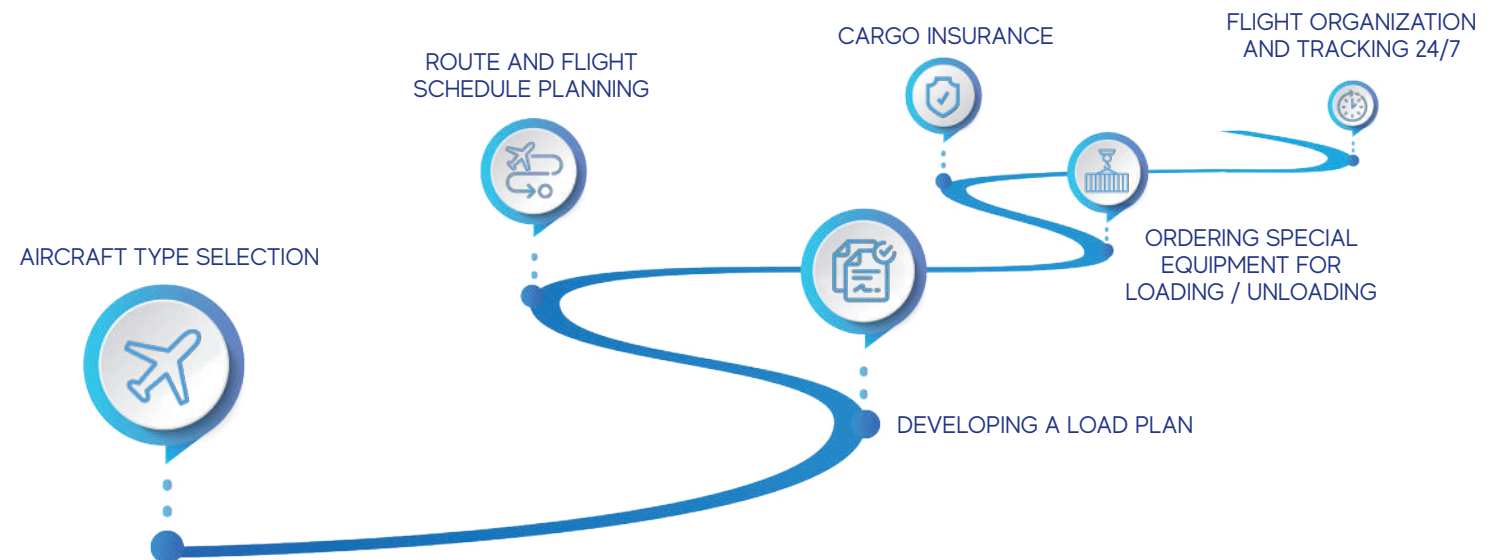 FLIGHT ORGANIZATION
AND TRACKING 24/7
CARGO INSURANCE
ROUTE AND FLIGHT
SCHEDULE PLANNING
ORDERING SPECIAL
EQUIPMENT FOR
LOADING / UNLOADING
AIRCRAFT TYPE SELECTION
DEVELOPING A LOAD PLAN